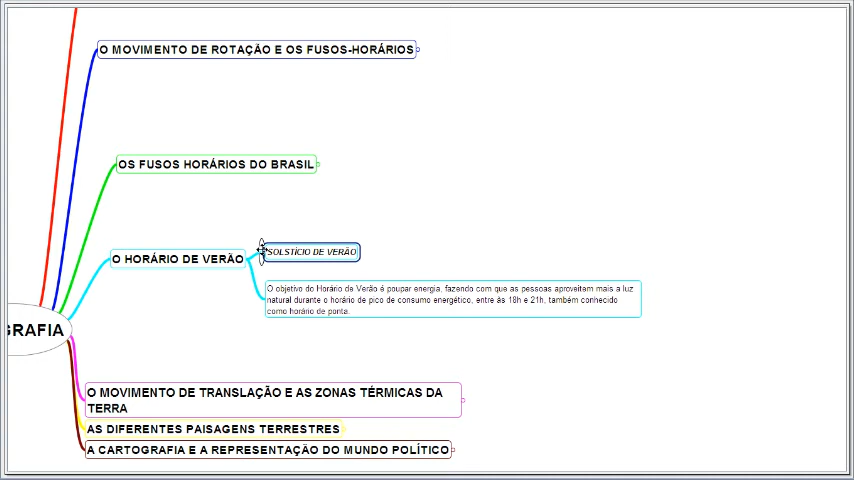 O MOVIMENTO DE ROTAÇÃO E OS FUSOS-HORÁRIOS
OS FUSOS HORÁRIOS DO BRASIL
SOLSTÍCIO DE VERÃO
O HORÁRIO DE VERÃO
O objetivo do Horário de Verão é poupar energia, fazendo com que as pessoas aproveitem mais a luz
natural durante o horário de pico de consumo energético, entre às 18h e 21h, também conhecido
como horário de ponta.
GRAFIA
O MOVIMENTO DE TRANSLAÇÃO E AS ZONAS TÉRMICAS DA
TERRA
AS DIFERENTES PAISAGENS TERRESTRES
A CARTOGRAFIA E A REPRESENTAÇÃO DO MUNDO POLÍTICO